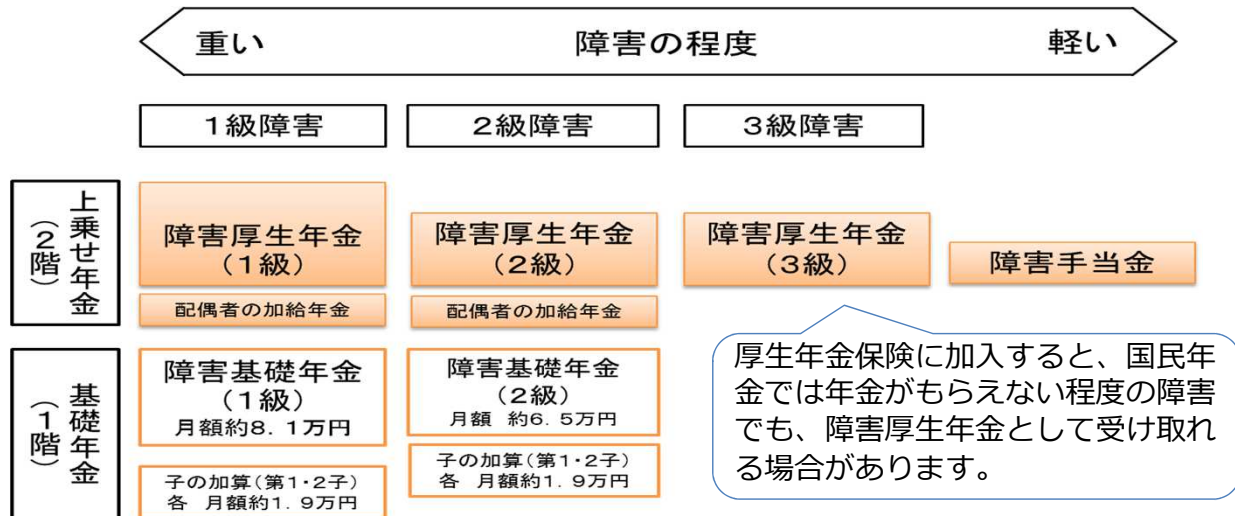 重い 障害の程度 軽い
1級障害 2級障害 3級障害
上乗せ年金
(2階)
障害厚生年金
(1級)
配偶者の加給年金
障害厚生年金
(2級)
配偶者の加給年金
障害厚生年金
(3級)
障害手当金
厚生年金保険に加入すると、国民年
金では年金がもらえない程度の障害
でも、障害厚生年金として受け取れ
る場合があります。
基礎年金
(1階)
障害基礎年金
(1級)
月額約8.1万円
子の加算(第1・2子)
各 月額約1.9万円
障害基礎年金
(2級)
月額 約6.5万円
子の加算(第1・2子)
各 月額約1.9万円